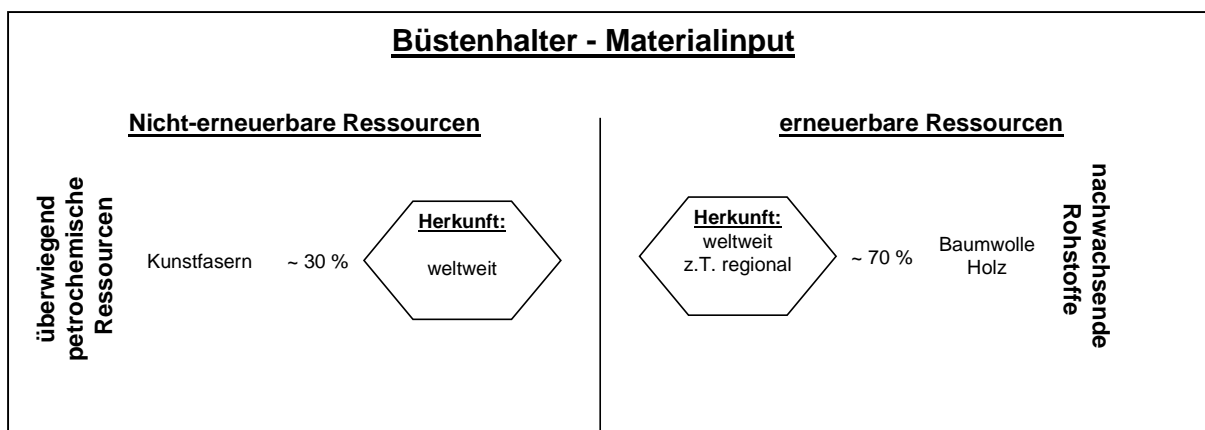 Büstenhalter - Materialinput
Nicht-erneuerbare Ressourcen
überwiegend
petrochemische
Ressourcen
Kunstfasern
~ 30 %
Herkunft:
weltweit
erneuerbare Ressourcen
Herkunft:
weltweit
z.T. regional
~ 70 %
Baumwolle
Holz
nachwachsende
Rohstoffe